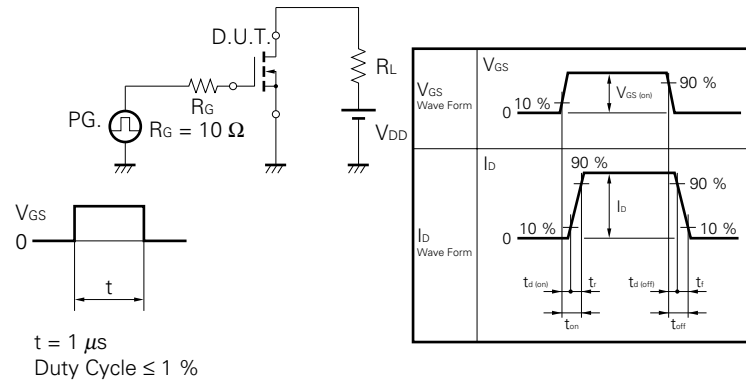 D.U.T.
RL
RG
PG.
RG = 10 Ω
VDD
VGS
0
t
t = 1 μs
Duty Cycle ≤ 1 %
VGS
Wave Form
VGS
90 %
VGS (on)
10 %
0
ID
Wave Form
ID
90 %
90 %
ID
10 %
10 %
0
td (on)
tr
td (off)
tf
ton
toff